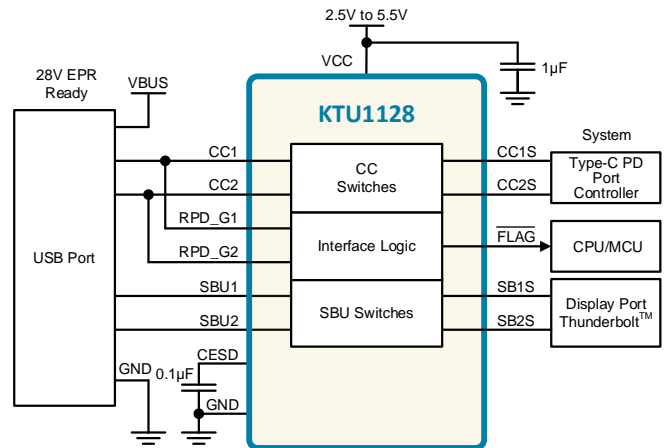 2.5V to 5.5V
VCC
1µF
28V EPR
Ready
VBUS
KTU1128
System
CC1
CC2
RPD_G1
RPD_G2
SBU1
SBU2
GND
USB Port
CC
Switches
Interface Logic
SBU Switches
CC1S
CC2S
FLAG
SB1S
SB2S
Type-C PD
Port
Controller
CPU/MCU
Display Port
Thunderbolt™
CESD
0.1µF
GND